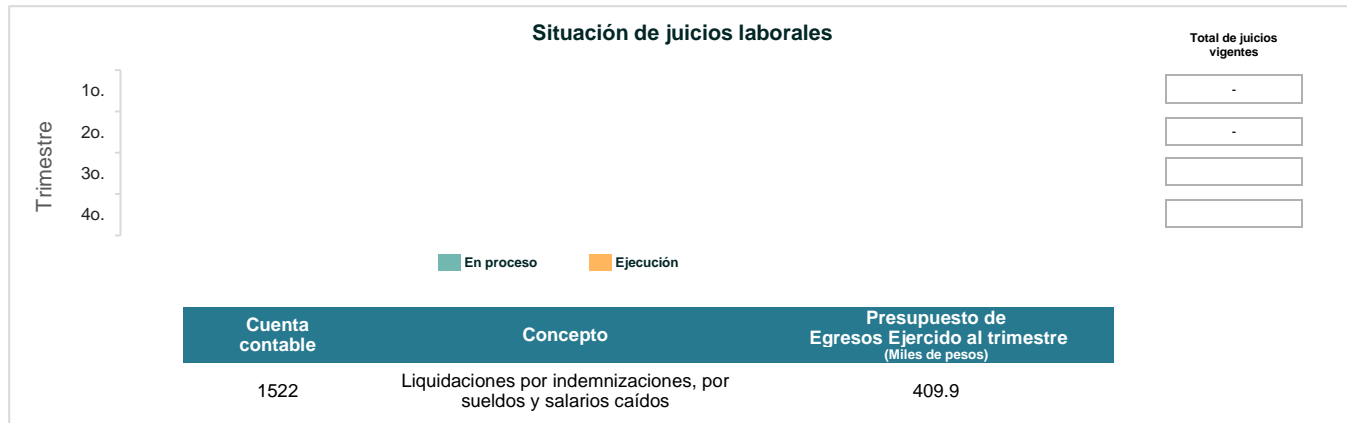 Situación de juicios laborales
Total de juicios
vigentes
Trimestre
1o.
-
2o.
-
3o.
4o.
En proceso
Ejecución
Cuenta
contable
Concepto
Presupuesto de
Egresos Ejercido al trimestre
(Miles de pesos)
1522
Liquidaciones por indemnizaciones, por
sueldos y salarios caídos
409.9